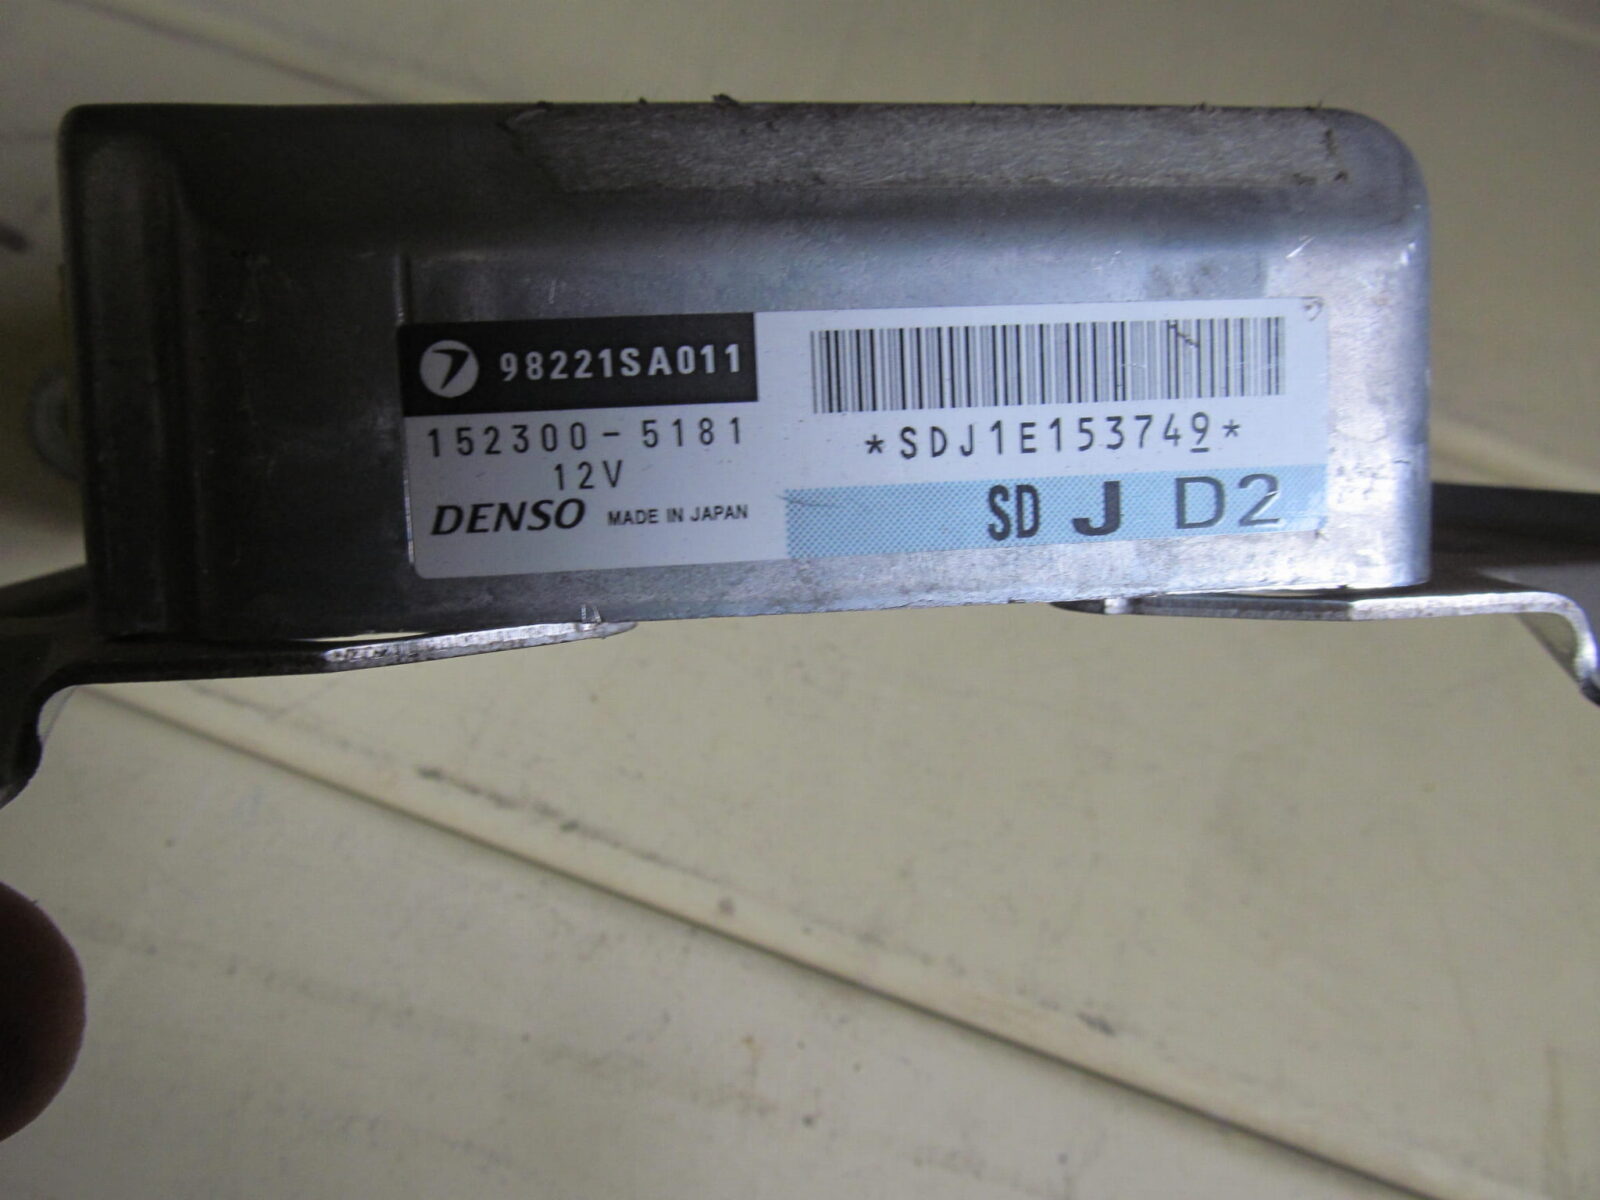 98221SA011
152300-5181
12V
DENSO MADE IN JAPAN
*SDJ1E153749*
SD J D2